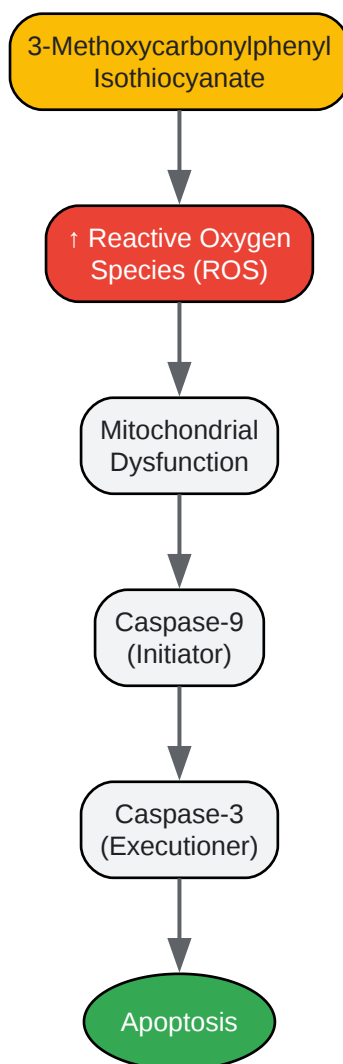 3-Methoxycarbonylphenyl
Isothiocyanate
↑ Reactive Oxygen
Species (ROS)
Mitochondrial
Dysfunction
Caspase-9
(Initiator)
Caspase-3
(Executioner)
Apoptosis